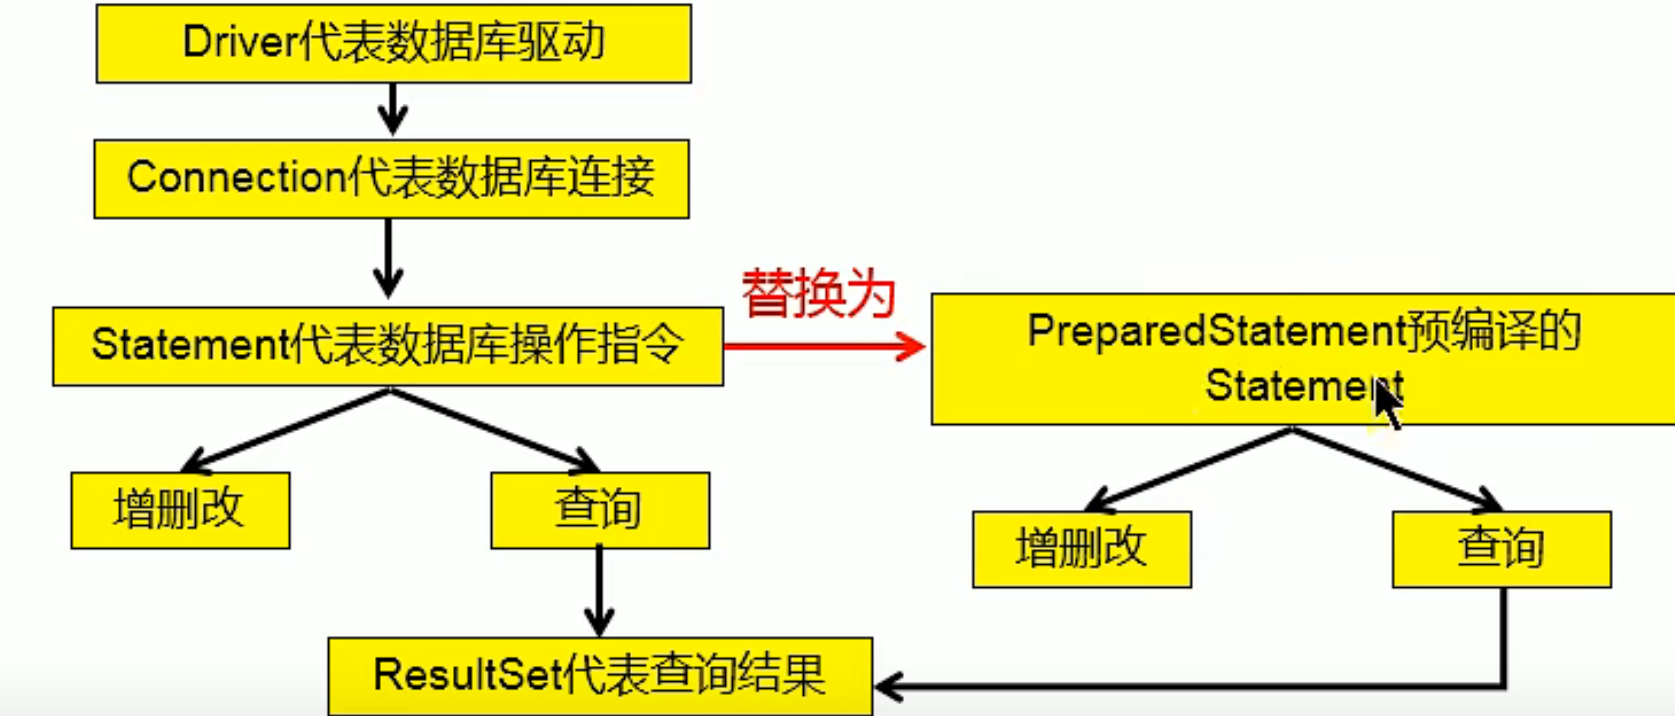 Driver代表数据库驱动
Connection代表数据库连接
Statement代表数据库操作指令
替换为
PreparedStatement预编译的
Statement
增删改
查询
增删改
查询
ResultSet代表查询结果